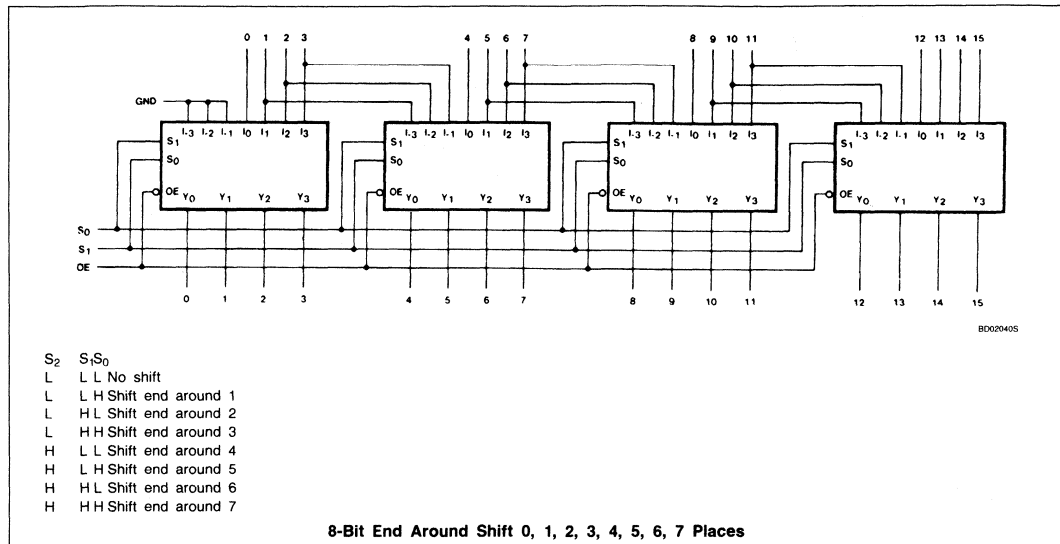 0 1 2 3 4 5 6 7 8 9 10 11 12 13 14 15
GND
I-3 I-2 I-1 I0 I1 I2 I3 I-3 I-2 I-1 I0 I1 I2 I3 I-3 I-2 I-1 I0 I1 I2 I3 I-3 I-2 I-1 I0 I1 I2 I3
S1 S1 S1 S1
S0 S0 S0 S0
OE OE OE OE
Y0 Y1 Y2 Y3 Y0 Y1 Y2 Y3 Y0 Y1 Y2 Y3 Y0 Y1 Y2 Y3
S0
S1
OE
0 1 2 3 4 5 6 7 8 9 10 11 12 13 14 15
BD02040S
S2 S1S0
L L L No shift
L L H Shift end around 1
L H L Shift end around 2
L H H Shift end around 3
H L L Shift end around 4
H L H Shift end around 5
H H L Shift end around 6
H H H Shift end around 7
8-Bit End Around Shift 0, 1, 2, 3, 4, 5, 6, 7 Places